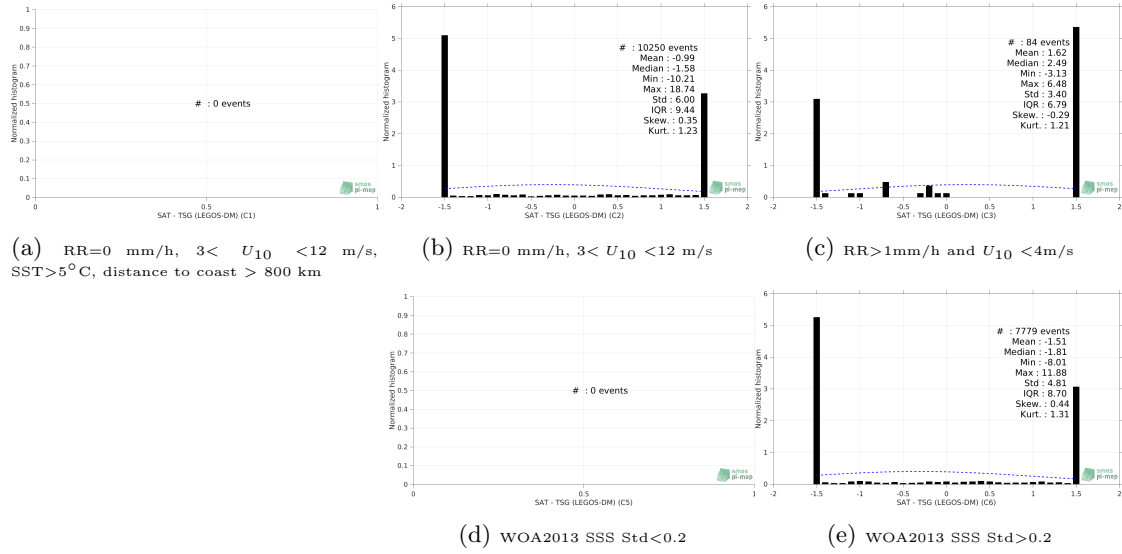 1
0.9
0.8
0.7
0.6
0.5
0.4
0.3
0.2
0.1
0
Normalized histogram
# : 0 events
smos
pi-mep
0 0.5 1
SAT - TSG (LEGOS-DM) (C1)
(a) RR=0 mm/h, 3< U10 <12 m/s,
SST>5°C, distance to coast > 800 km
6
5
4
3
2
1
0
Normalized histogram
# : 10250 events
Mean : -0.99
Median : -1.58
Min : -10.21
Max : 18.74
Std : 6.00
IQR : 9.44
Skew. : 0.35
Kurt. : 1.23
smos
pi-mep
-2 -1.5 -1 -0.5 0 0.5 1 1.5 2
SAT - TSG (LEGOS-DM) (C2)
(b) RR=0 mm/h, 3< U10 <12 m/s
6
5
4
3
2
1
0
Normalized histogram
# : 84 events
Mean : 1.62
Median : 2.49
Min : -3.13
Max : 6.48
Std : 3.40
IQR : 6.79
Skew. : -0.29
Kurt. : 1.21
smos
pi-mep
-2 -1.5 -1 -0.5 0 0.5 1 1.5 2
SAT - TSG (LEGOS-DM) (C3)
(c) RR>1mm/h and U10 <4m/s
1
0.9
0.8
0.7
0.6
0.5
0.4
0.3
0.2
0.1
0
Normalized histogram
# : 0 events
smos
pi-mep
0 0.5 1
SAT - TSG (LEGOS-DM) (C5)
(d) WOA2013 SSS Std<0.2
6
5
4
3
2
1
0
Normalized histogram
# : 7779 events
Mean : -1.51
Median : -1.81
Min : -8.01
Max : 11.88
Std : 4.81
IQR : 8.70
Skew. : 0.44
Kurt. : 1.31
smos
pi-mep
-2 -1.5 -1 -0.5 0 0.5 1 1.5 2
SAT - TSG (LEGOS-DM) (C6)
(e) WOA2013 SSS Std>0.2